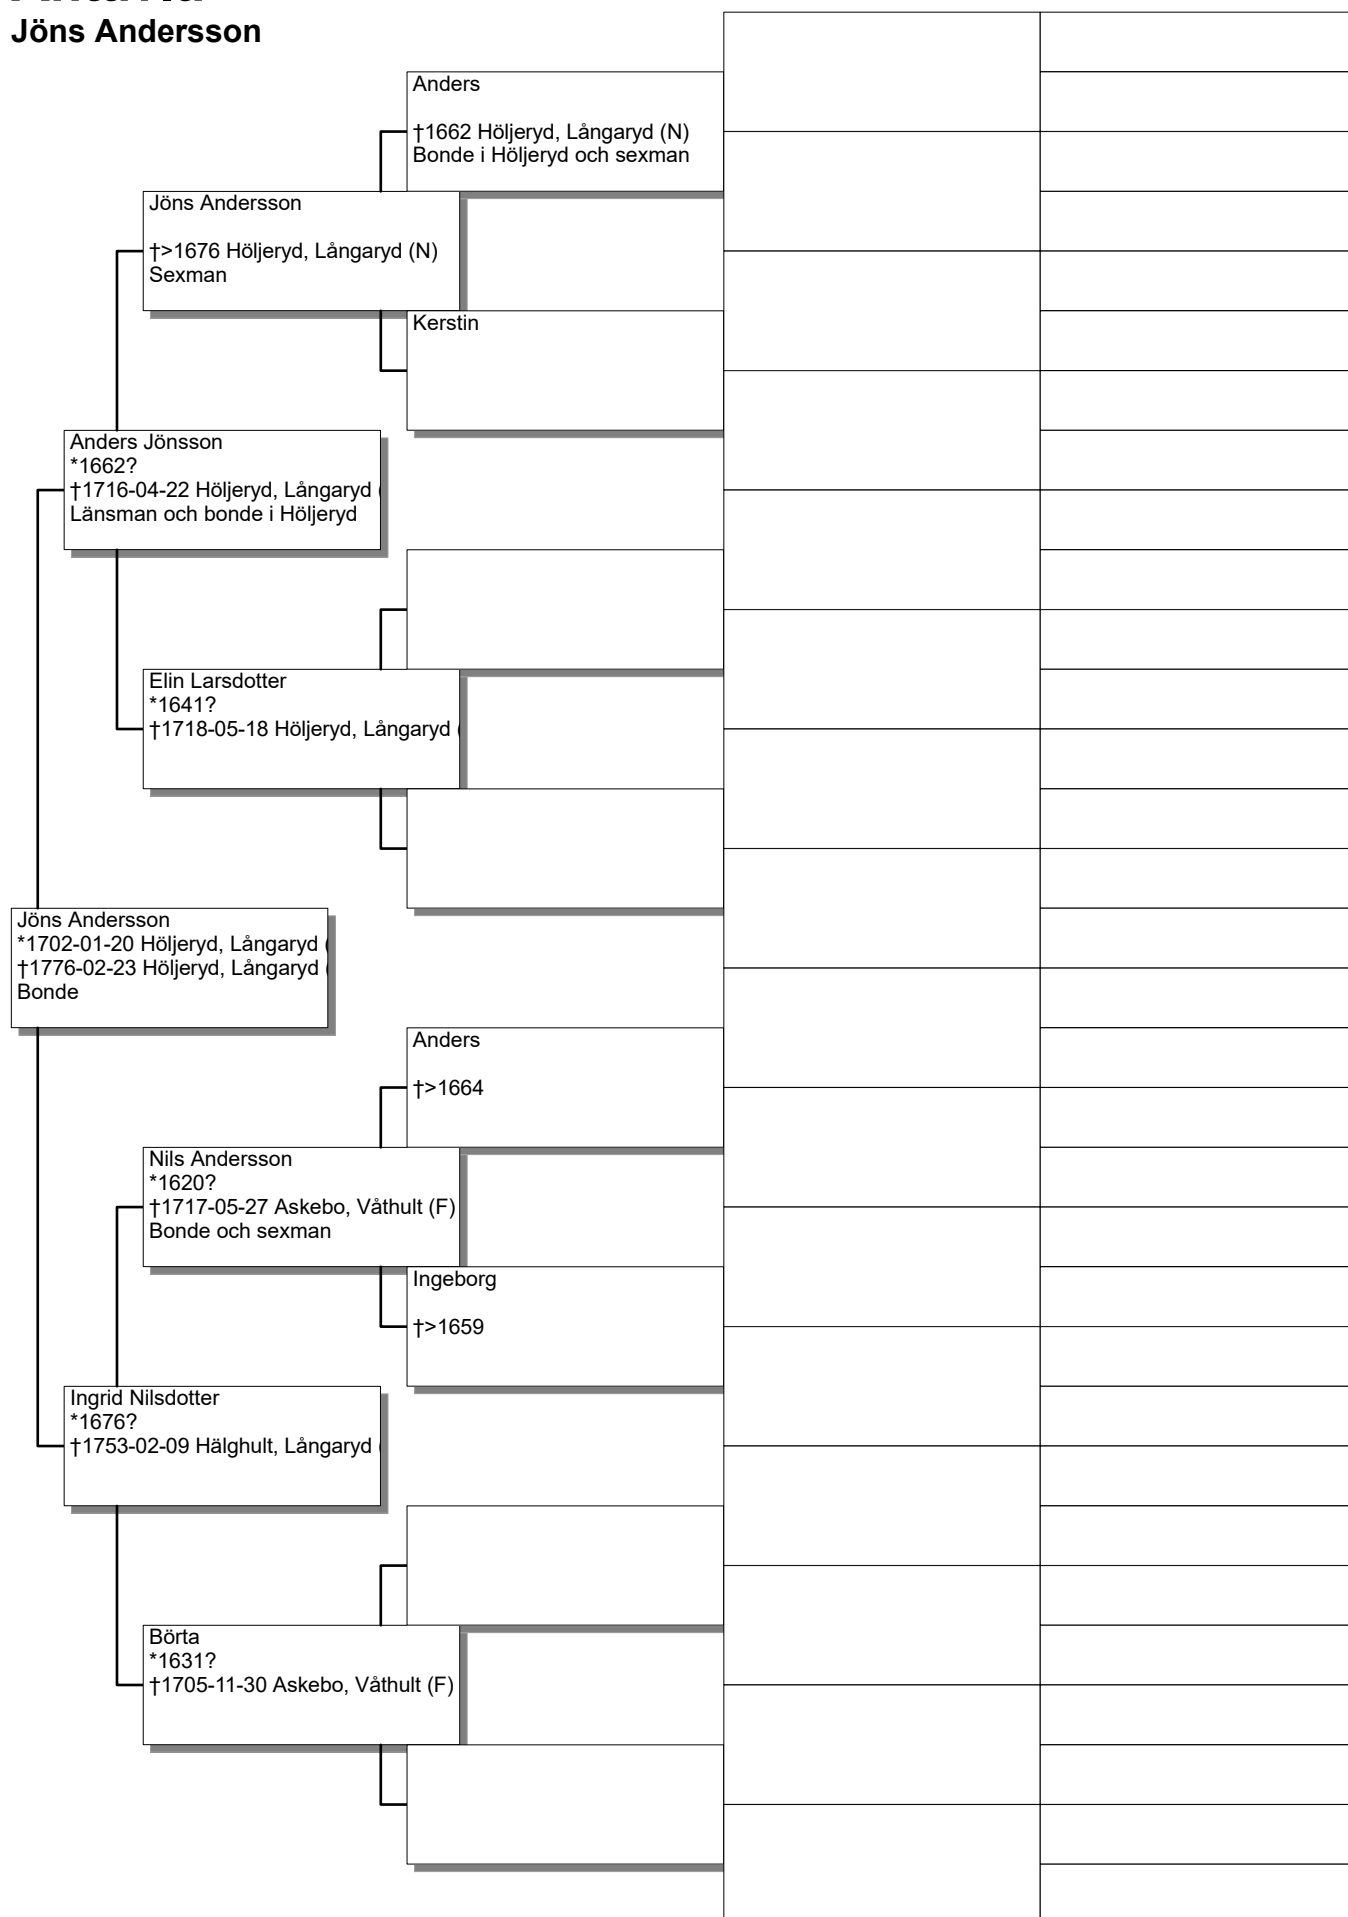 Jöns Andersson
Anders
†1662 Höljeryd, Långaryd (N)
Bonde i Höljeryd och sexman
Jöns Andersson
†>1676 Höljeryd, Långaryd (N)
Sexman
Kerstin
Anders Jönsson
*1662?
†1716-04-22 Höljeryd, Långaryd (
Länsman och bonde i Höljeryd
Elin Larsdotter
*1641?
†1718-05-18 Höljeryd, Långaryd (
Jöns Andersson
*1702-01-20 Höljeryd, Långaryd (
†1776-02-23 Höljeryd, Långaryd (
Bonde
Anders
†>1664
Nils Andersson
*1620?
†1717-05-27 Askebo, Våthult (F)
Bonde och sexman
Ingeborg
†>1659
Ingrid Nilsdotter
*1676?
†1753-02-09 Hälghult, Långaryd (
Börta
*1631?
†1705-11-30 Askebo, Våthult (F)